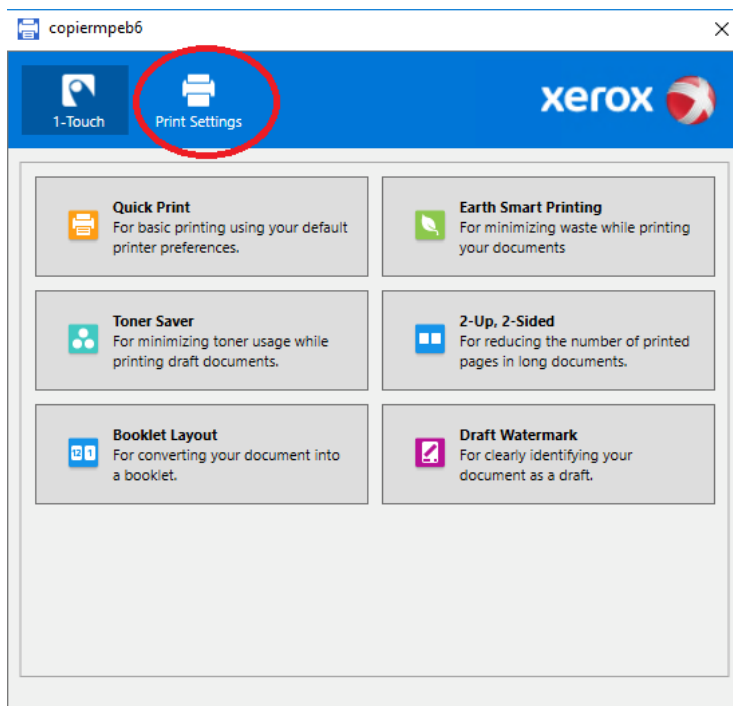 copiermpeb6
1-Touch
Print Settings
xerox
Quick Print
For basic printing using your default
printer preferences.
Earth Smart Printing
For minimizing waste while printing
your documents
Toner Saver
For minimizing toner usage while
printing draft documents.
2-Up, 2-Sided
For reducing the number of printed
pages in long documents.
12 1
Booklet Layout
For converting your document into
a booklet.
Draft Watermark
For clearly identifying your
document as a draft.